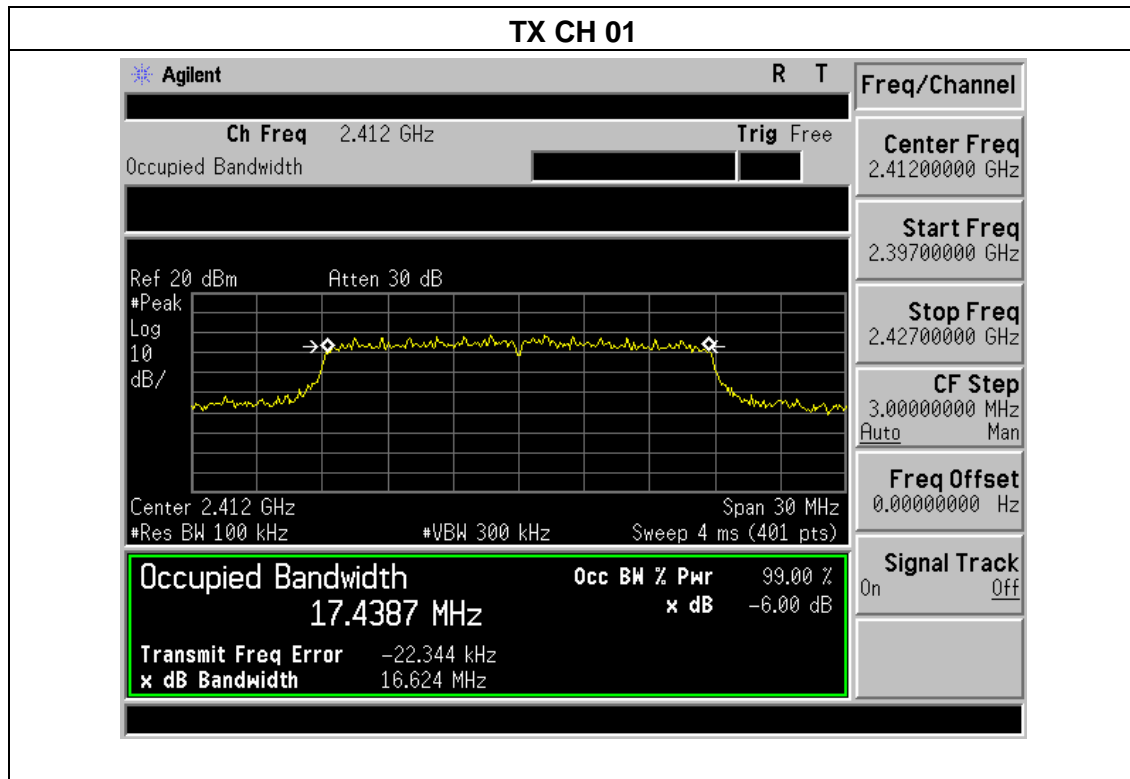 TX CH 01
Agilent R T
Ch Freq 2.412 GHz Trig Free
Occupied Bandwidth
Ref 20 dBm Atten 30 dB
#Peak
Log
10
dB/
Center 2.412 GHz Span 30 MHz
#Res BW 100 kHz #VBW 300 kHz Sweep 4 ms (401 pts)
Occupied Bandwidth Occ BW % Pwr 99.00 %
17.4387 MHz x dB -6.00 dB
Transmit Freq Error -22.344 kHz
x dB Bandwidth 16.624 MHz
Freq/Channel
Center Freq
2.41200000 GHz
Start Freq
2.39700000 GHz
Stop Freq
2.42700000 GHz
CF Step
3.00000000 MHz
Auto Man
Freq Offset
0.00000000 Hz
Signal Track
On Off